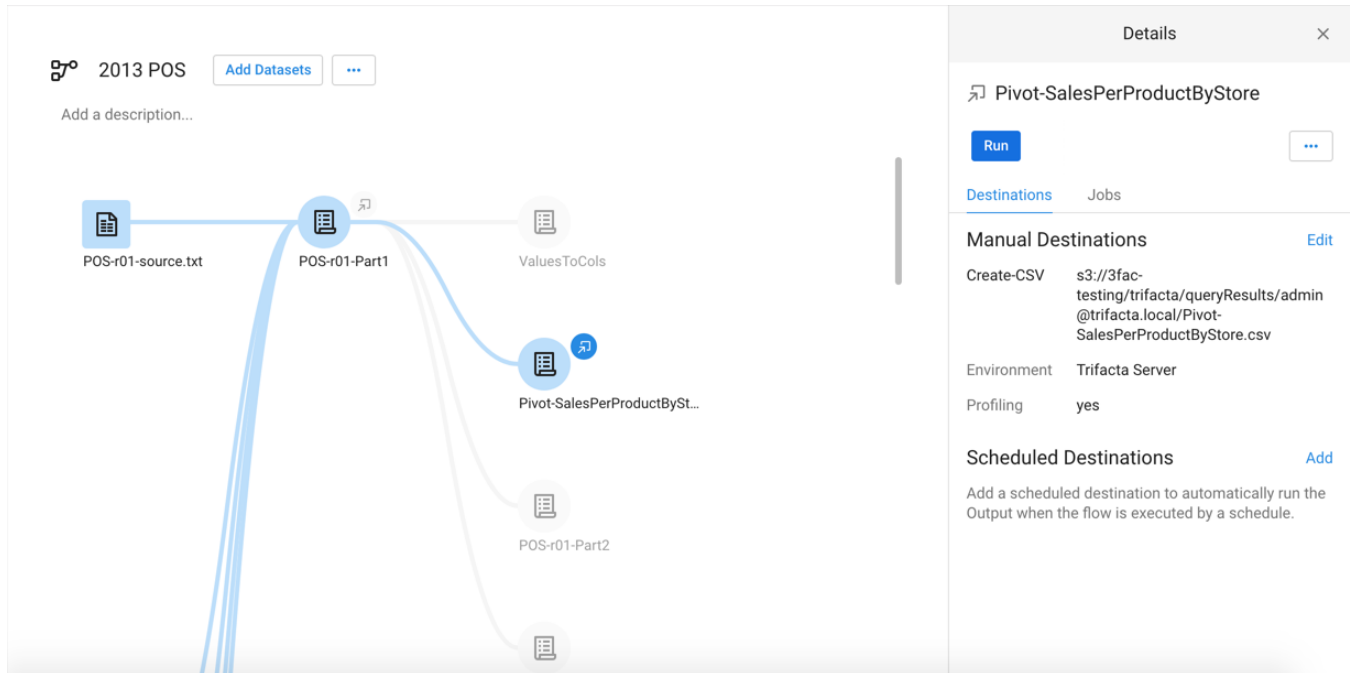 2013 POS
Add Datasets
...
Add a description...
POS-r01-source.txt
POS-r01-Part1
ValuesToCols
Pivot-SalesPerProductBySt...
POS-r01-Part2
Details
Pivot-SalesPerProductByStore
Run
...
Destinations Jobs
Manual Destinations Edit
Create-CSV s3://3fac-
testing/trifacta/queryResults/admin
@trifacta.local/Pivot-
SalesPerProductByStore.csv
Environment Trifacta Server
Profiling yes
Scheduled Destinations Add
Add a scheduled destination to automatically run the
Output when the flow is executed by a schedule.